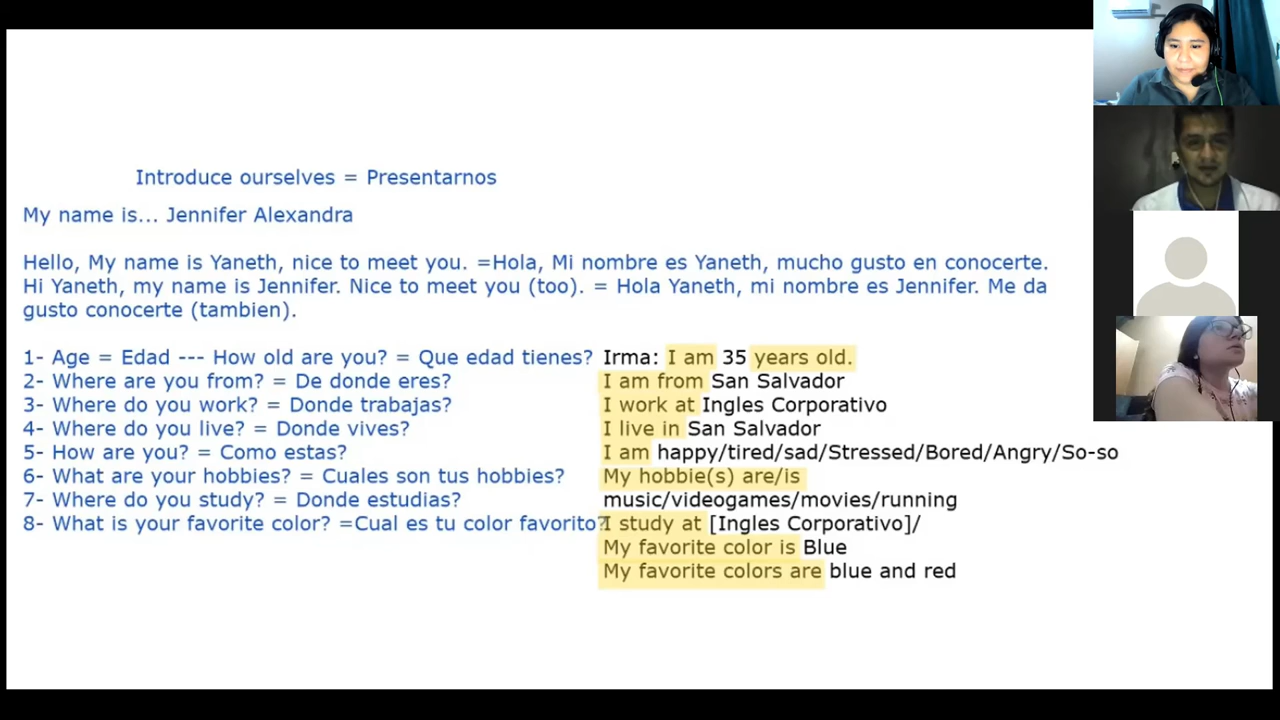 Introduce ourselves = Presentarnos
My name is... Jennifer Alexandra
Hello, My name is Yaneth, nice to meet you. =Hola, Mi nombre es Yaneth, mucho gusto en conocerte.
Hi Yaneth, my name is Jennifer. Nice to meet you (too). = Hola Yaneth, mi nombre es Jennifer. Me da
gusto conocerte (tambien).
1- Age = Edad --- How old are you? = Que edad tienes? Irma: I am 35 years old.
2- Where are you from? = De donde eres? I am from San Salvador
3- Where do you work? = Donde trabajas? I work at Ingles Corporativo
4- Where do you live? = Donde vives? I live in San Salvador
5- How are you? = Como estas? I am happy/tired/sad/Stressed/Bored/Angry/So-so
6- What are your hobbies? = Cuales son tus hobbies? My hobbie(s) are/is
7- Where do you study? = Donde estudias? music/videogames/movies/running
8- What is your favorite color? =Cual es tu color favorito? I study at [Ingles Corporativo]/
My favorite color is Blue
My favorite colors are blue and red